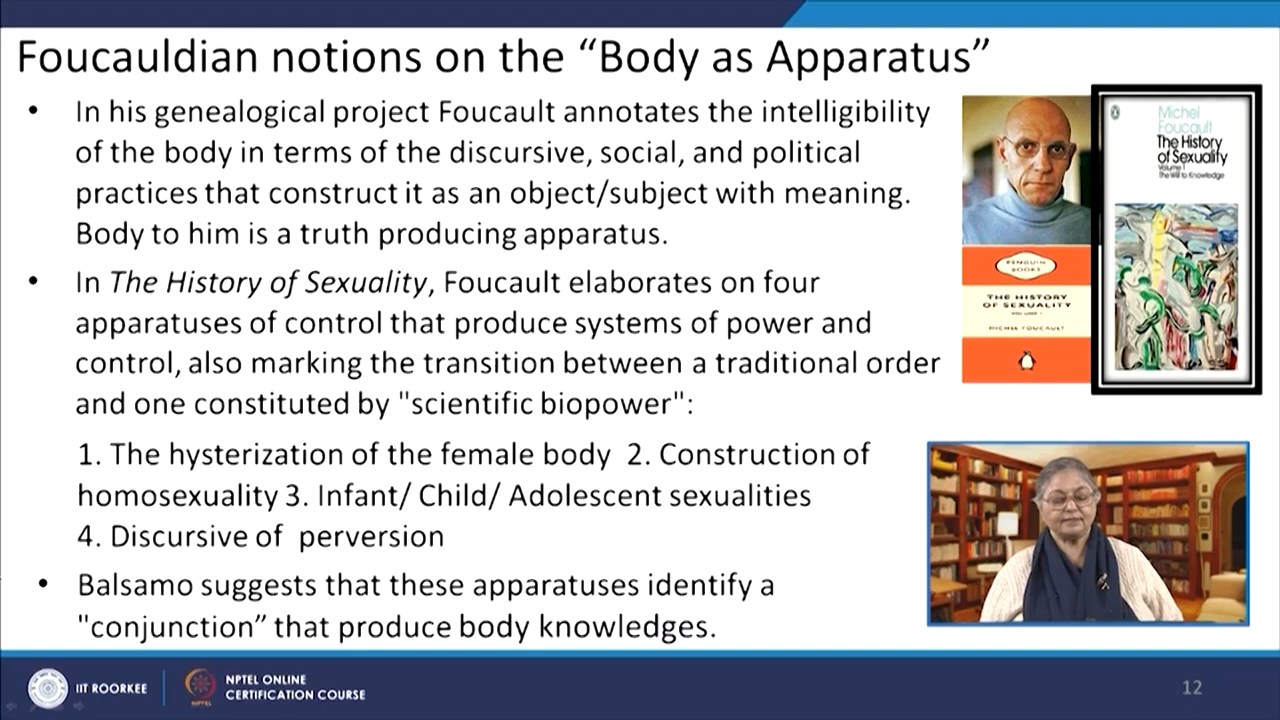 Foucauldian notions on the “Body as Apparatus”
• In his genealogical project Foucault annotates the intelligibility
of the body in terms of the discursive, social, and political
practices that construct it as an object/subject with meaning.
Body to him is a truth producing apparatus.
• In The History of Sexuality, Foucault elaborates on four
apparatuses of control that produce systems of power and
control, also marking the transition between a traditional order
and one constituted by "scientific biopower":
1. The hysterization of the female body 2. Construction of
homosexuality 3. Infant/ Child/ Adolescent sexualities
4. Discursive of perversion
• Balsamo suggests that these apparatuses identify a
"conjunction” that produce body knowledges.
PENGUIN
BOOKS
THE HISTORY
OF SEXUALITY
VOLUME 1
MICHEL FOUCAULT
Michel
Foucault
The History
of Sexuality
Volume 1
The Will to Knowledge
IIT ROORKEE
NPTEL
NPTEL ONLINE
CERTIFICATION COURSE
12